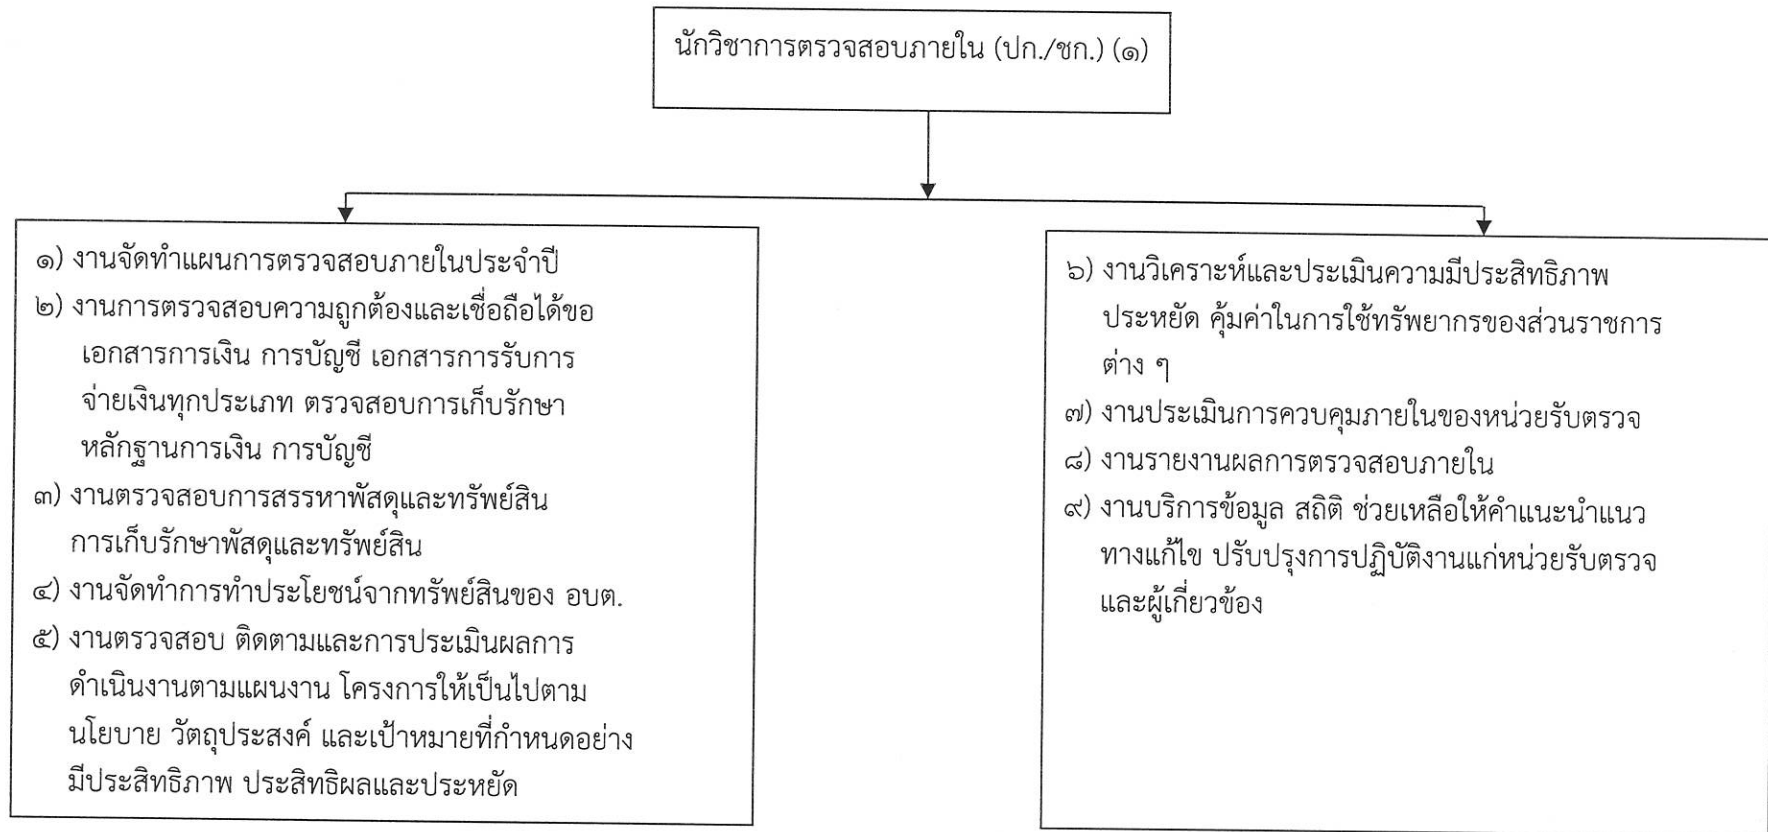 นักวิชาการตรวจสอบภายใน (ปก./ชก.) (๑)
๑) งานจัดทำแผนการตรวจสอบภายในประจำปี
๒) งานการตรวจสอบความถูกต้องและเชื่อถือได้ขอ
เอกสารการเงิน การบัญชี เอกสารการรับการ
จ่ายเงินทุกประเภท ตรวจสอบการเก็บรักษา
หลักฐานการเงิน การบัญชี
๓) งานตรวจสอบการสรรหาพัสดุและทรัพย์สิน
การเก็บรักษาพัสดุและทรัพย์สิน
๔) งานจัดทำการทำประโยชน์จากทรัพย์สินของ อบต.
๕) งานตรวจสอบ ติดตามและการประเมินผลการ
ดำเนินงานตามแผนงาน โครงการให้เป็นไปตาม
นโยบาย วัตถุประสงค์ และเป้าหมายที่กำหนดอย่าง
มีประสิทธิภาพ ประสิทธิผลและประหยัด
๖) งานวิเคราะห์และประเมินความมีประสิทธิภาพ
ประหยัด คุ้มค่าในการใช้ทรัพยากรของส่วนราชการ
ต่าง ๆ
๗) งานประเมินการควบคุมภายในของหน่วยรับตรวจ
๘) งานรายงานผลการตรวจสอบภายใน
๙) งานบริการข้อมูล สถิติ ช่วยเหลือให้คำแนะนำแนว
ทางแก้ไข ปรับปรุงการปฏิบัติงานแก่หน่วยรับตรวจ
และผู้เกี่ยวข้อง